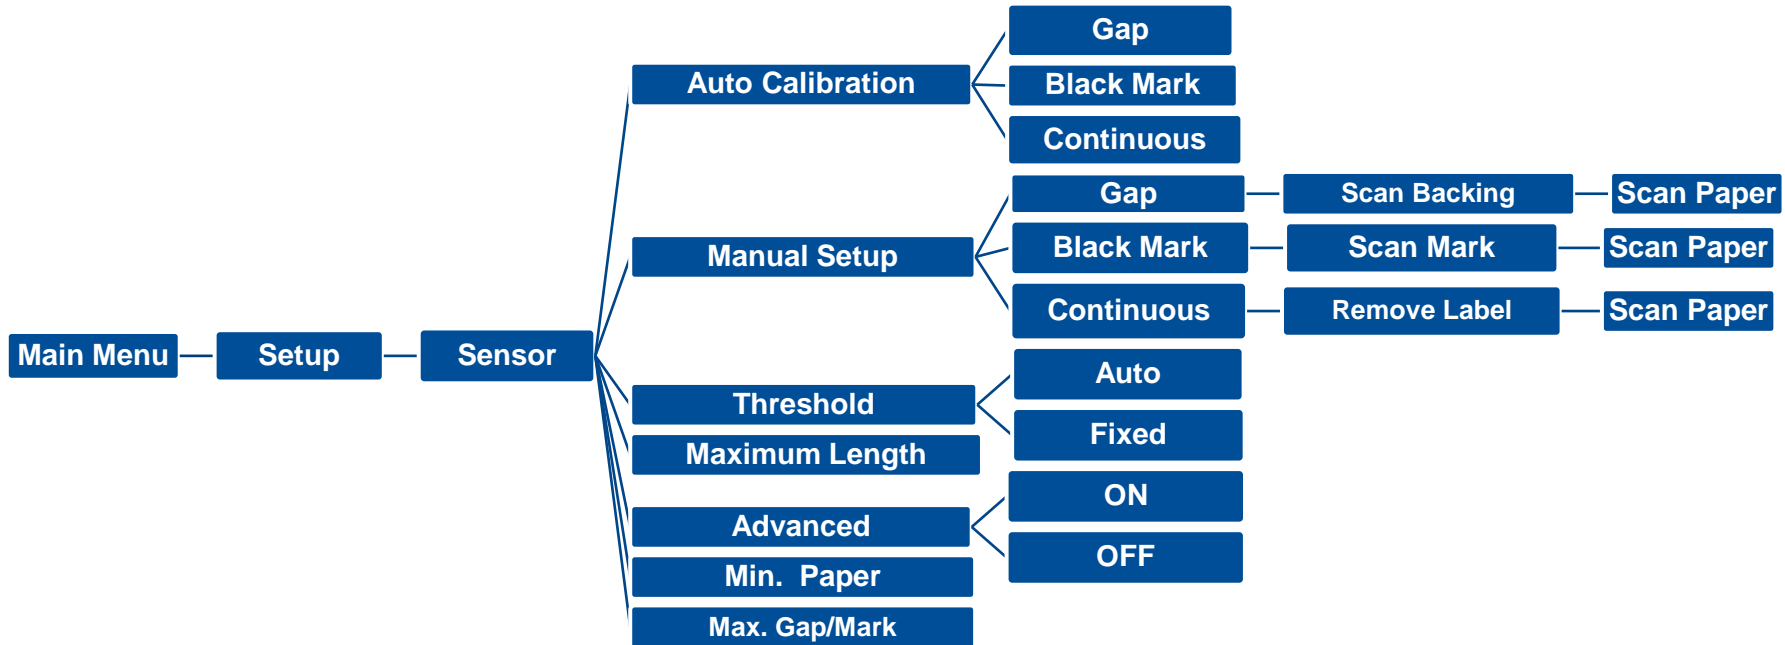 Gap
Auto Calibration
Black Mark
Continuous
Gap
Scan Backing
Scan Paper
Manual Setup
Black Mark
Scan Mark
Scan Paper
Continuous
Remove Label
Scan Paper
Main Menu
Setup
Sensor
Auto
Threshold
Fixed
Maximum Length
ON
Advanced
OFF
Min. Paper
Max. Gap/Mark